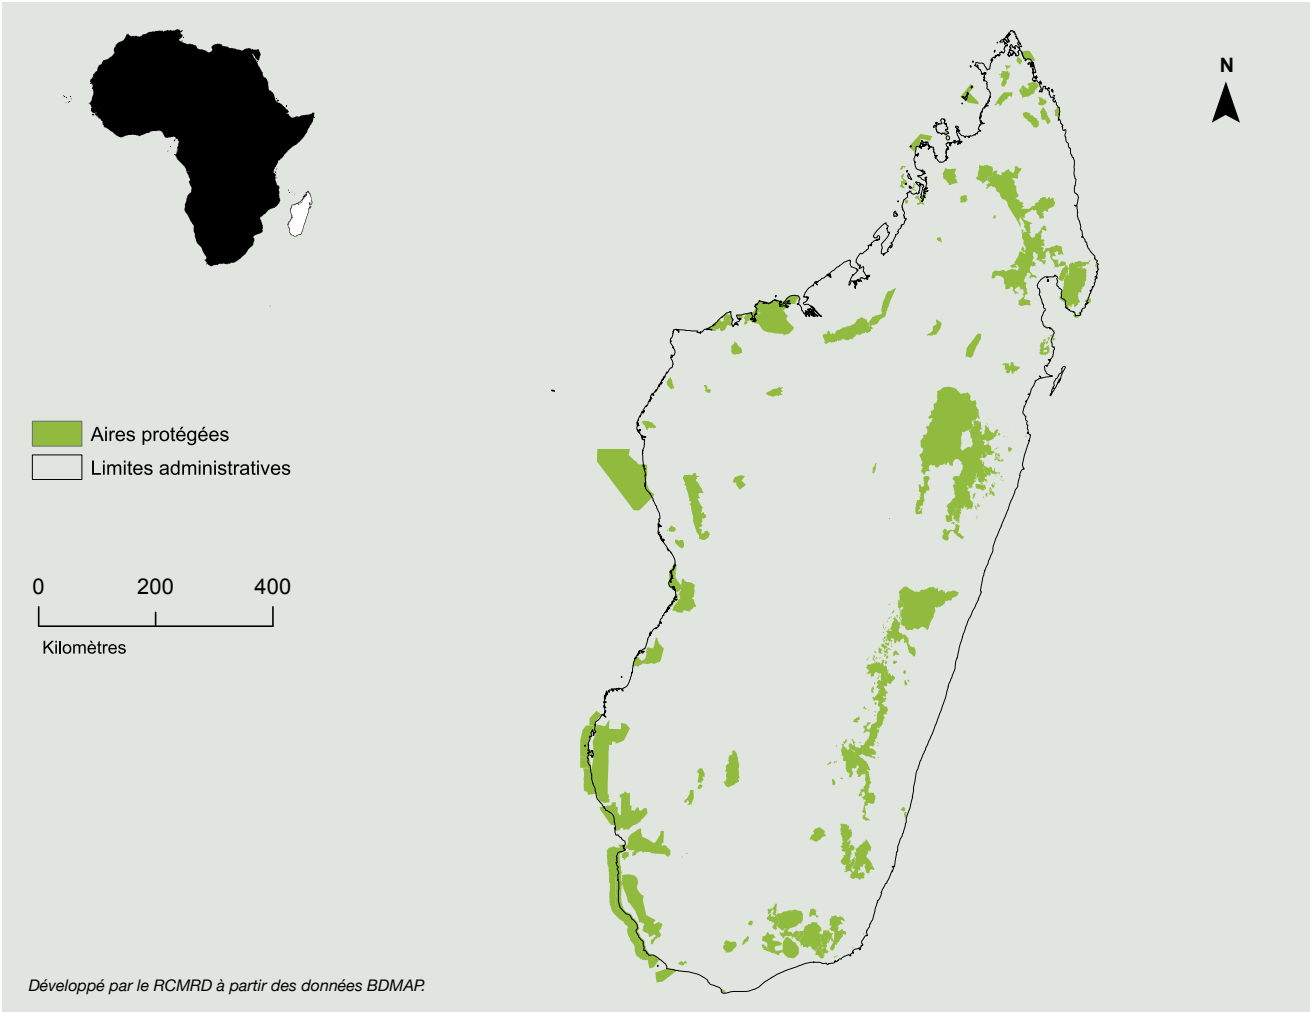 N
Aires protégées
Limites administratives
0 200 400
Kilomètres
Développé par le RCMRD à partir des données BDMAP.